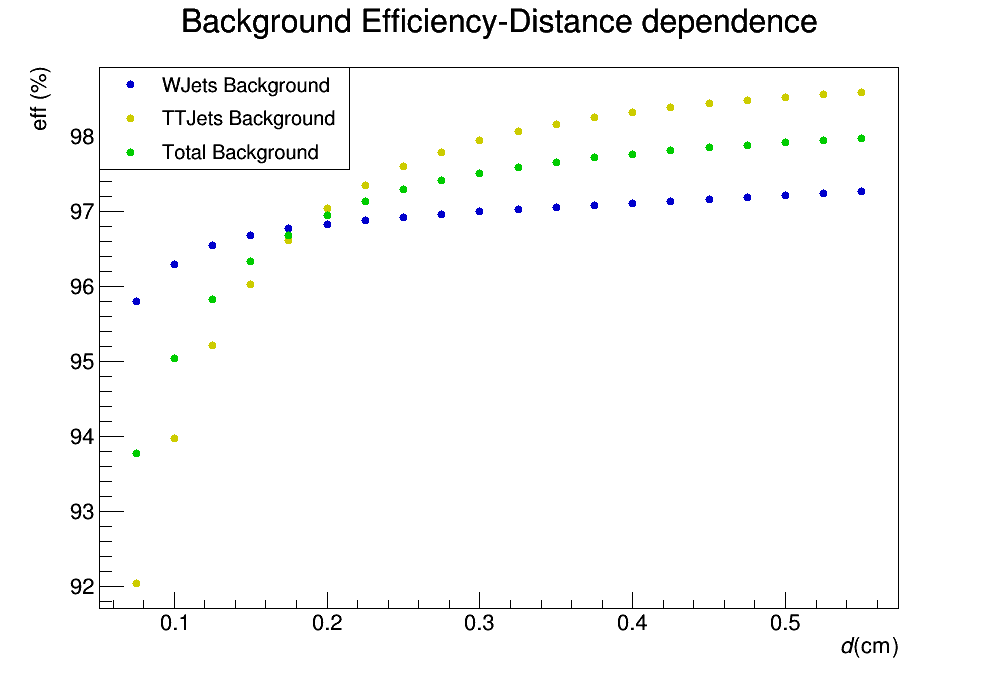 Background Efficiency-Distance dependence
eff (%)
WJets Background
TTJets Background
Total Background
98
97
96
95
94
93
92
0.1 0.2 0.3 0.4 0.5
d(cm)